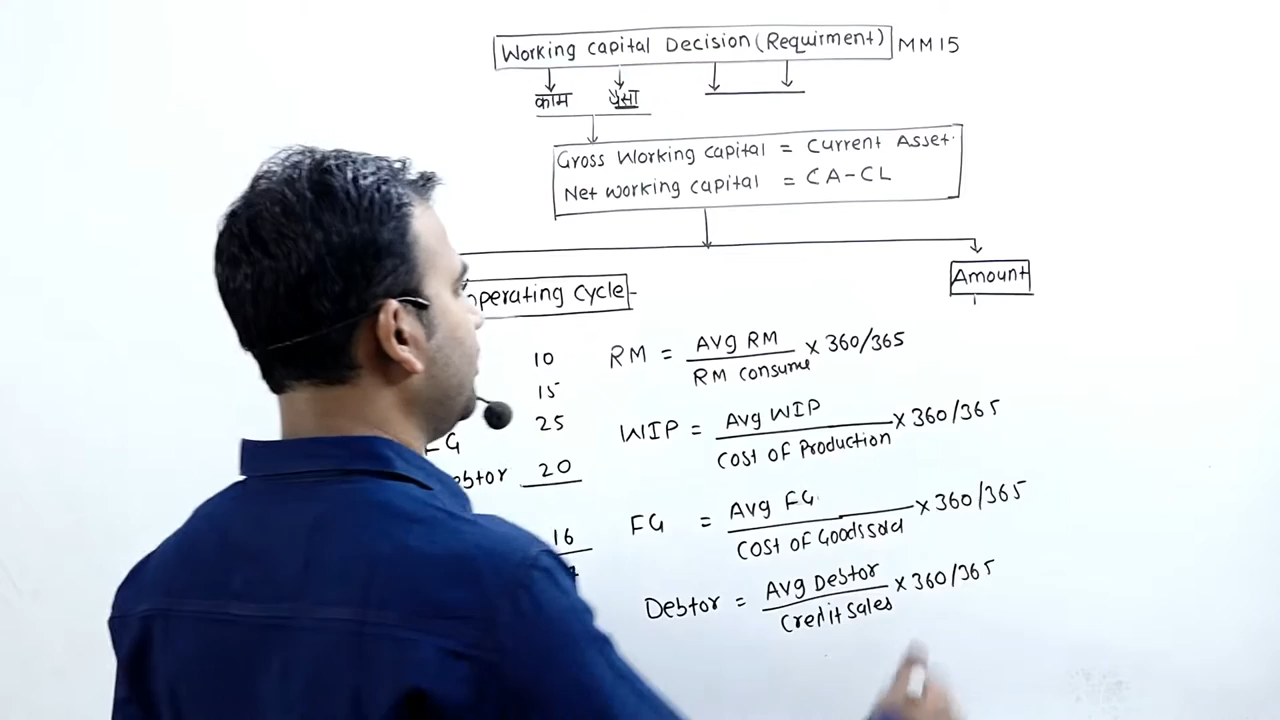 Working Capital Decision (Requirment) MM15
काम पैसा
Gross Working Capital = Current Asset.
Net working capital = CA-CL
Operating Cycle
Amount
10
15
25
20
16
RM = Avg RM / RM consume × 360/365
WIP = Avg WIP / Cost of Production × 360/365
FG = Avg FG / Cost of Goods sold × 360/365
Debtor = Avg Debtor / Credit Sales × 360/365